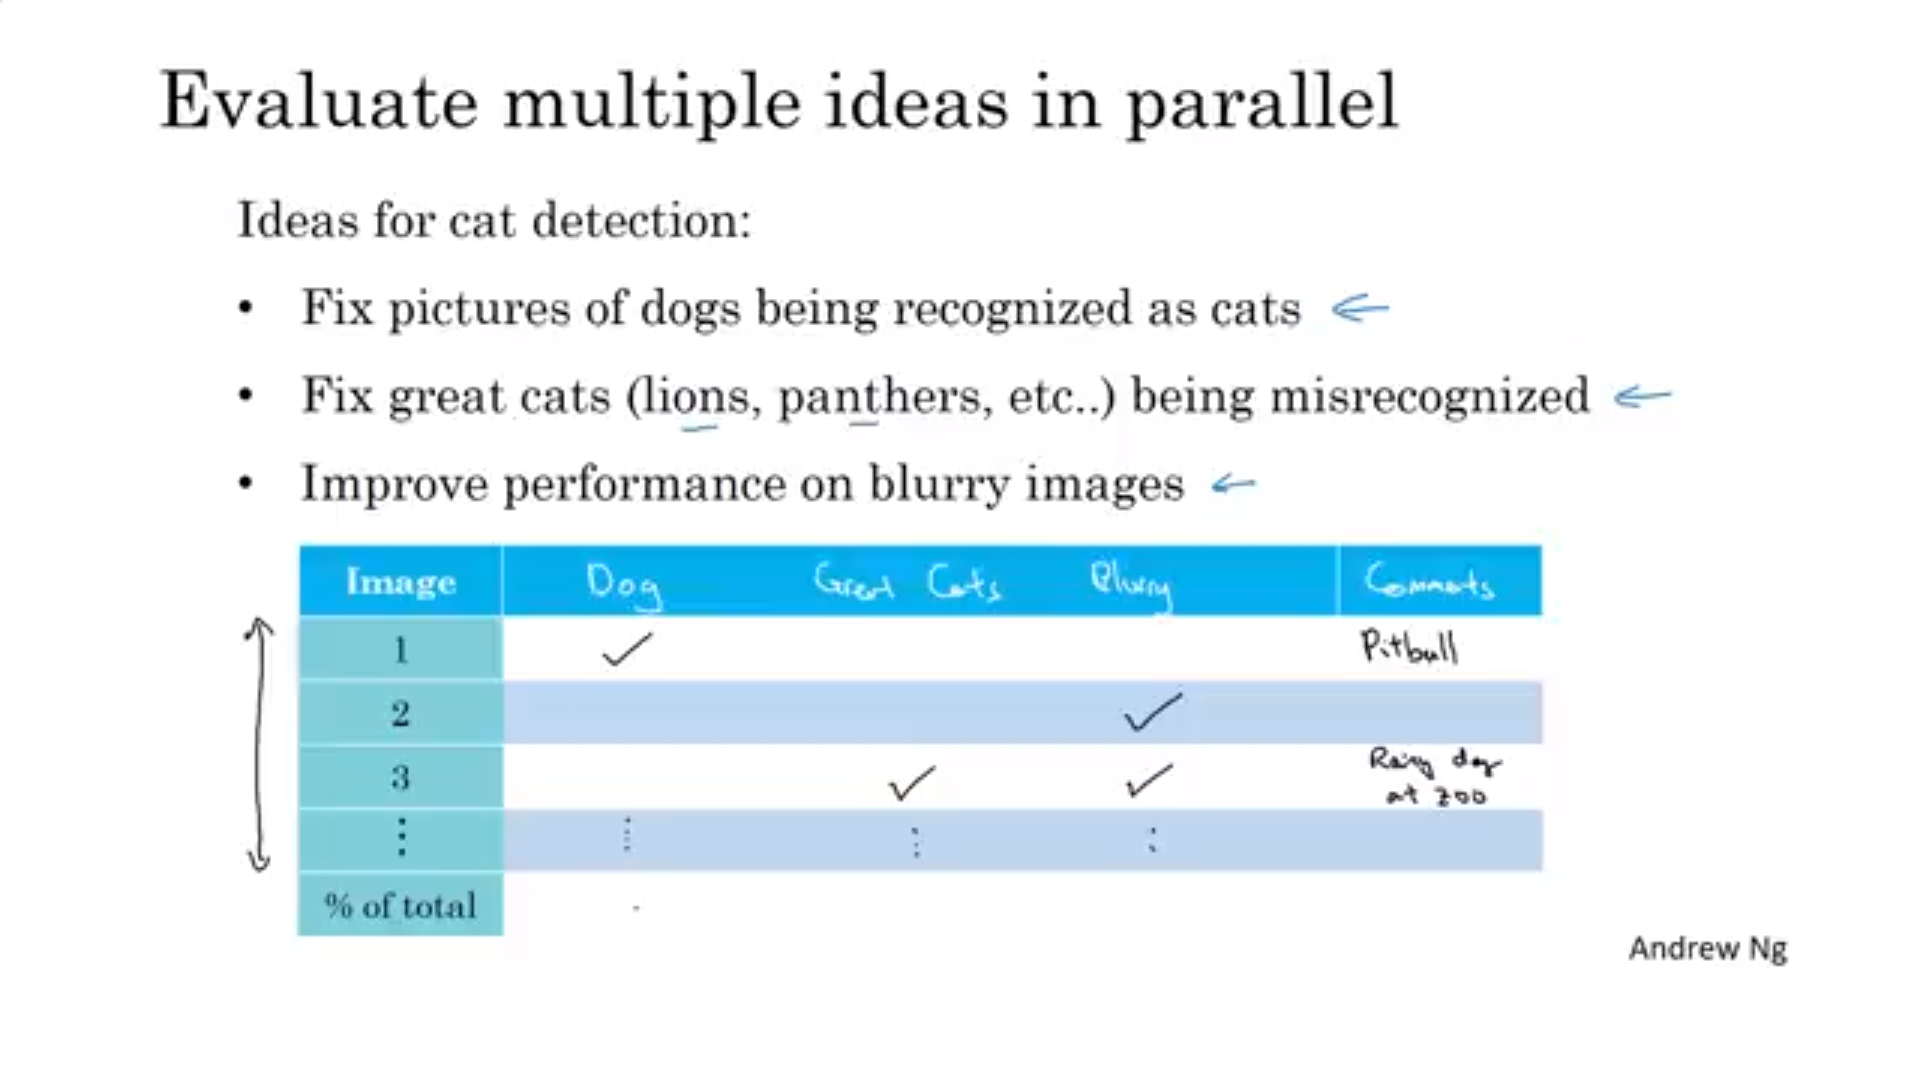 Evaluate multiple ideas in parallel
Ideas for cat detection:
• Fix pictures of dogs being recognized as cats
• Fix great cats (lions, panthers, etc..) being misrecognized
• Improve performance on blurry images
Image Dog Great Cats Blurry Comments
1 ✓ Pitbull
2 ✓
3 ✓ ✓ Rainy day
at zoo
⋮ ⋮ ⋮ ⋮
% of total
Andrew Ng